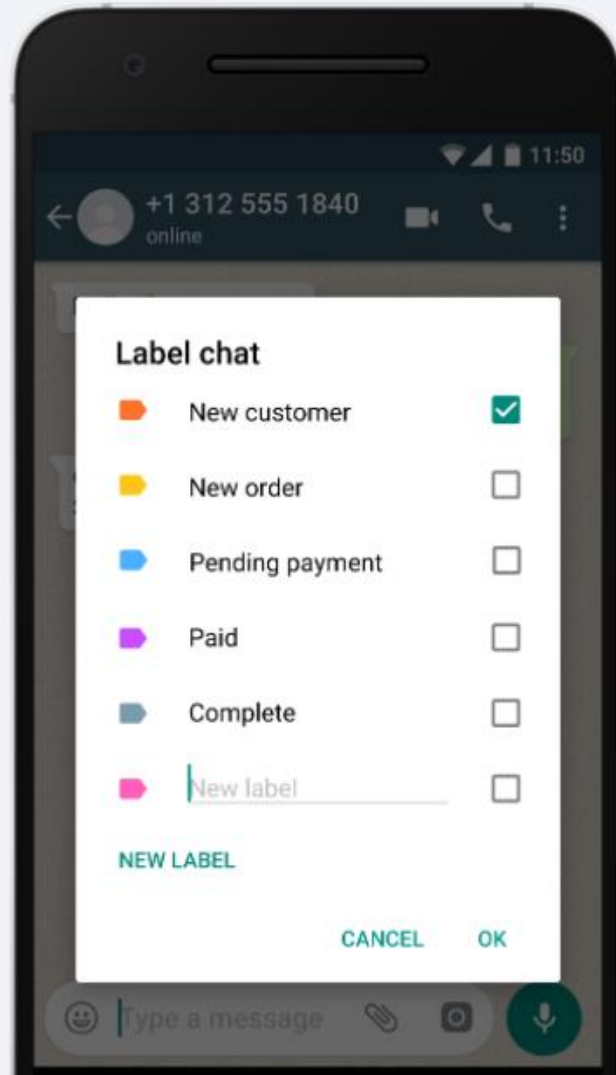 11:50
+1 312 555 1840
online
Label chat
New customer
New order
Pending payment
Paid
Complete
New label
NEW LABEL
CANCEL OK
Type a message